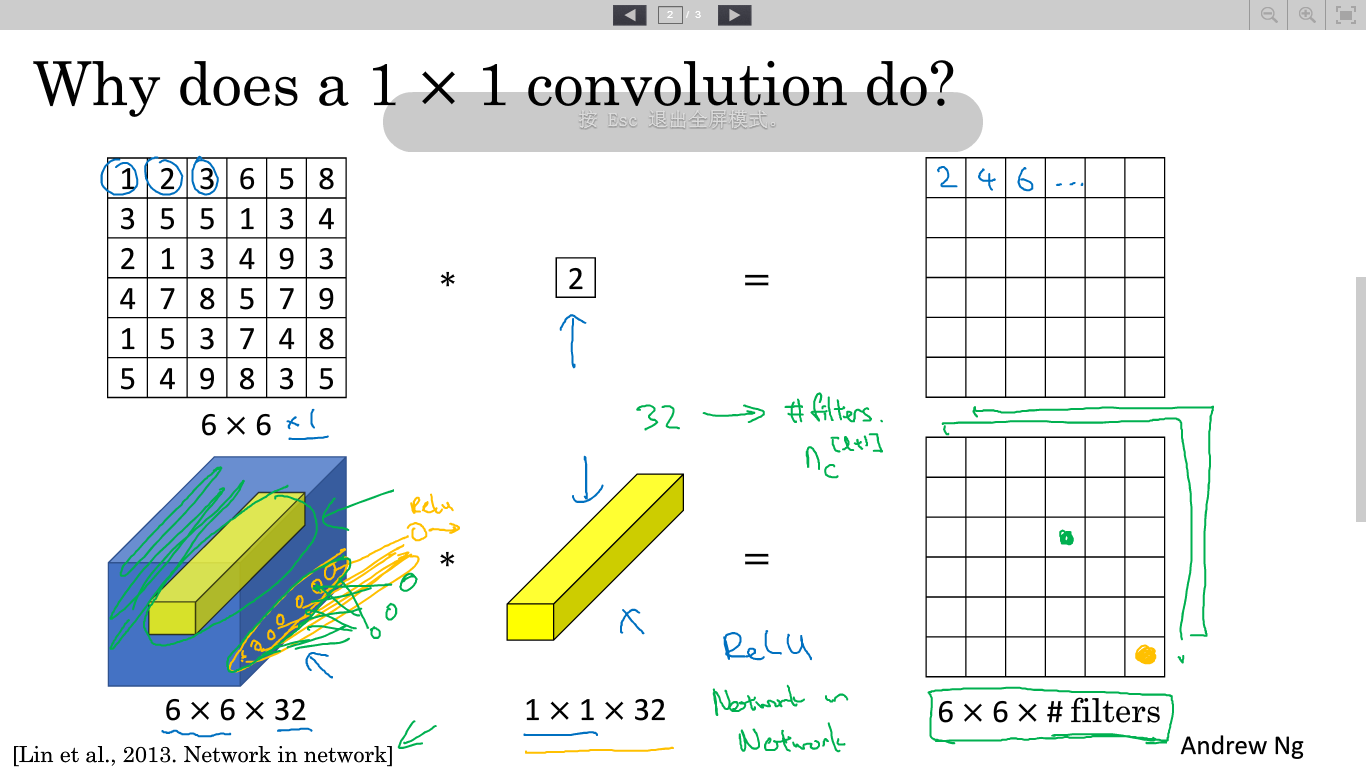 2 / 3
Why does a 1 × 1 convolution do?
按 Esc 退出全屏模式。
1 2 3 6 5 8
3 5 5 1 3 4
2 1 3 4 9 3
4 7 8 5 7 9
1 5 3 7 4 8
5 4 9 8 3 5
6 × 6 × 1
*
2
=
2 4 6 ...
32 → # filters.
n_c^[l+1]
Relu
*
=
ReLU
Network in
Network
6 × 6 × 32
1 × 1 × 32
6 × 6 × # filters
[Lin et al., 2013. Network in network]
Andrew Ng